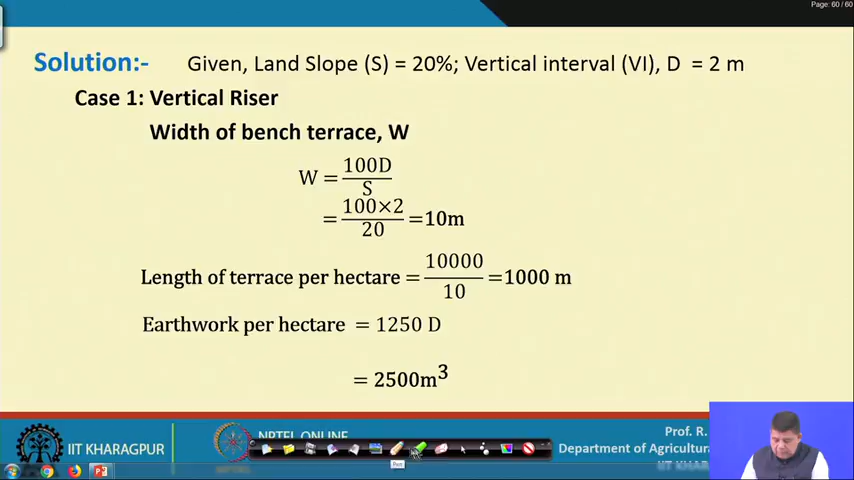 Page: 60 / 60
Solution:- Given, Land Slope (S) = 20%; Vertical interval (VI), D = 2 m
Case 1: Vertical Riser
Width of bench terrace, W
W = 100D / S
= 100×2 / 20 = 10m
Length of terrace per hectare = 10000 / 10 = 1000 m
Earthwork per hectare = 1250 D
= 2500m³
IIT KHARAGPUR
NPTEL ONLINE
NPTEL
Pen
Prof. R.
Department of Agricultura